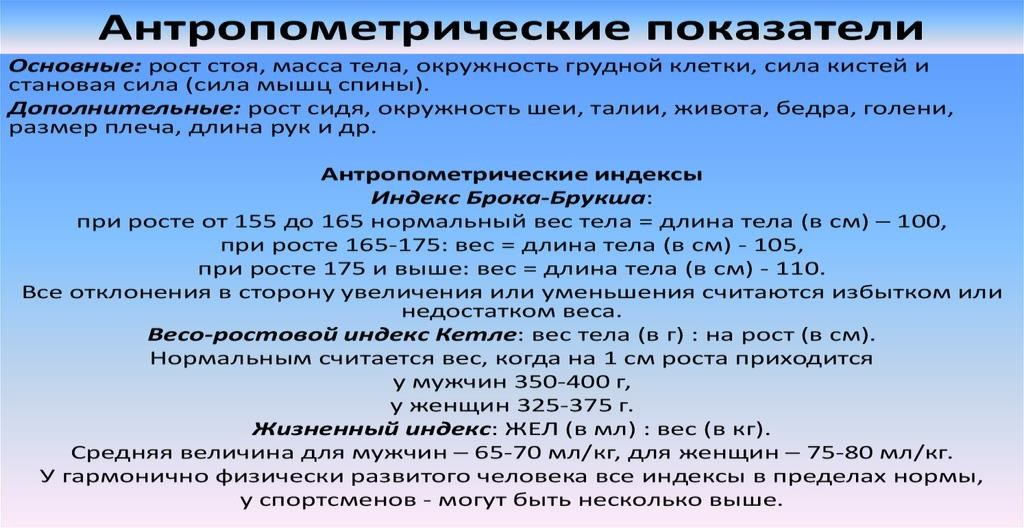 Антропометрические показатели
Основные: рост стоя, масса тела, окружность грудной клетки, сила кистей и
становая сила (сила мышц спины).
Дополнительные: рост сидя, окружность шеи, талии, живота, бедра, голени,
размер плеча, длина рук и др.
Антропометрические индексы
Индекс Брока-Брукша:
при росте от 155 до 165 нормальный вес тела = длина тела (в см) – 100,
при росте 165-175: вес = длина тела (в см) - 105,
при росте 175 и выше: вес = длина тела (в см) - 110.
Все отклонения в сторону увеличения или уменьшения считаются избытком или
недостатком веса.
Весо-ростовой индекс Кетле: вес тела (в г) : на рост (в см).
Нормальным считается вес, когда на 1 см роста приходится
у мужчин 350-400 г,
у женщин 325-375 г.
Жизненный индекс: ЖЕЛ (в мл) : вес (в кг).
Средняя величина для мужчин – 65-70 мл/кг, для женщин – 75-80 мл/кг.
У гармонично физически развитого человека все индексы в пределах нормы,
у спортсменов - могут быть несколько выше.